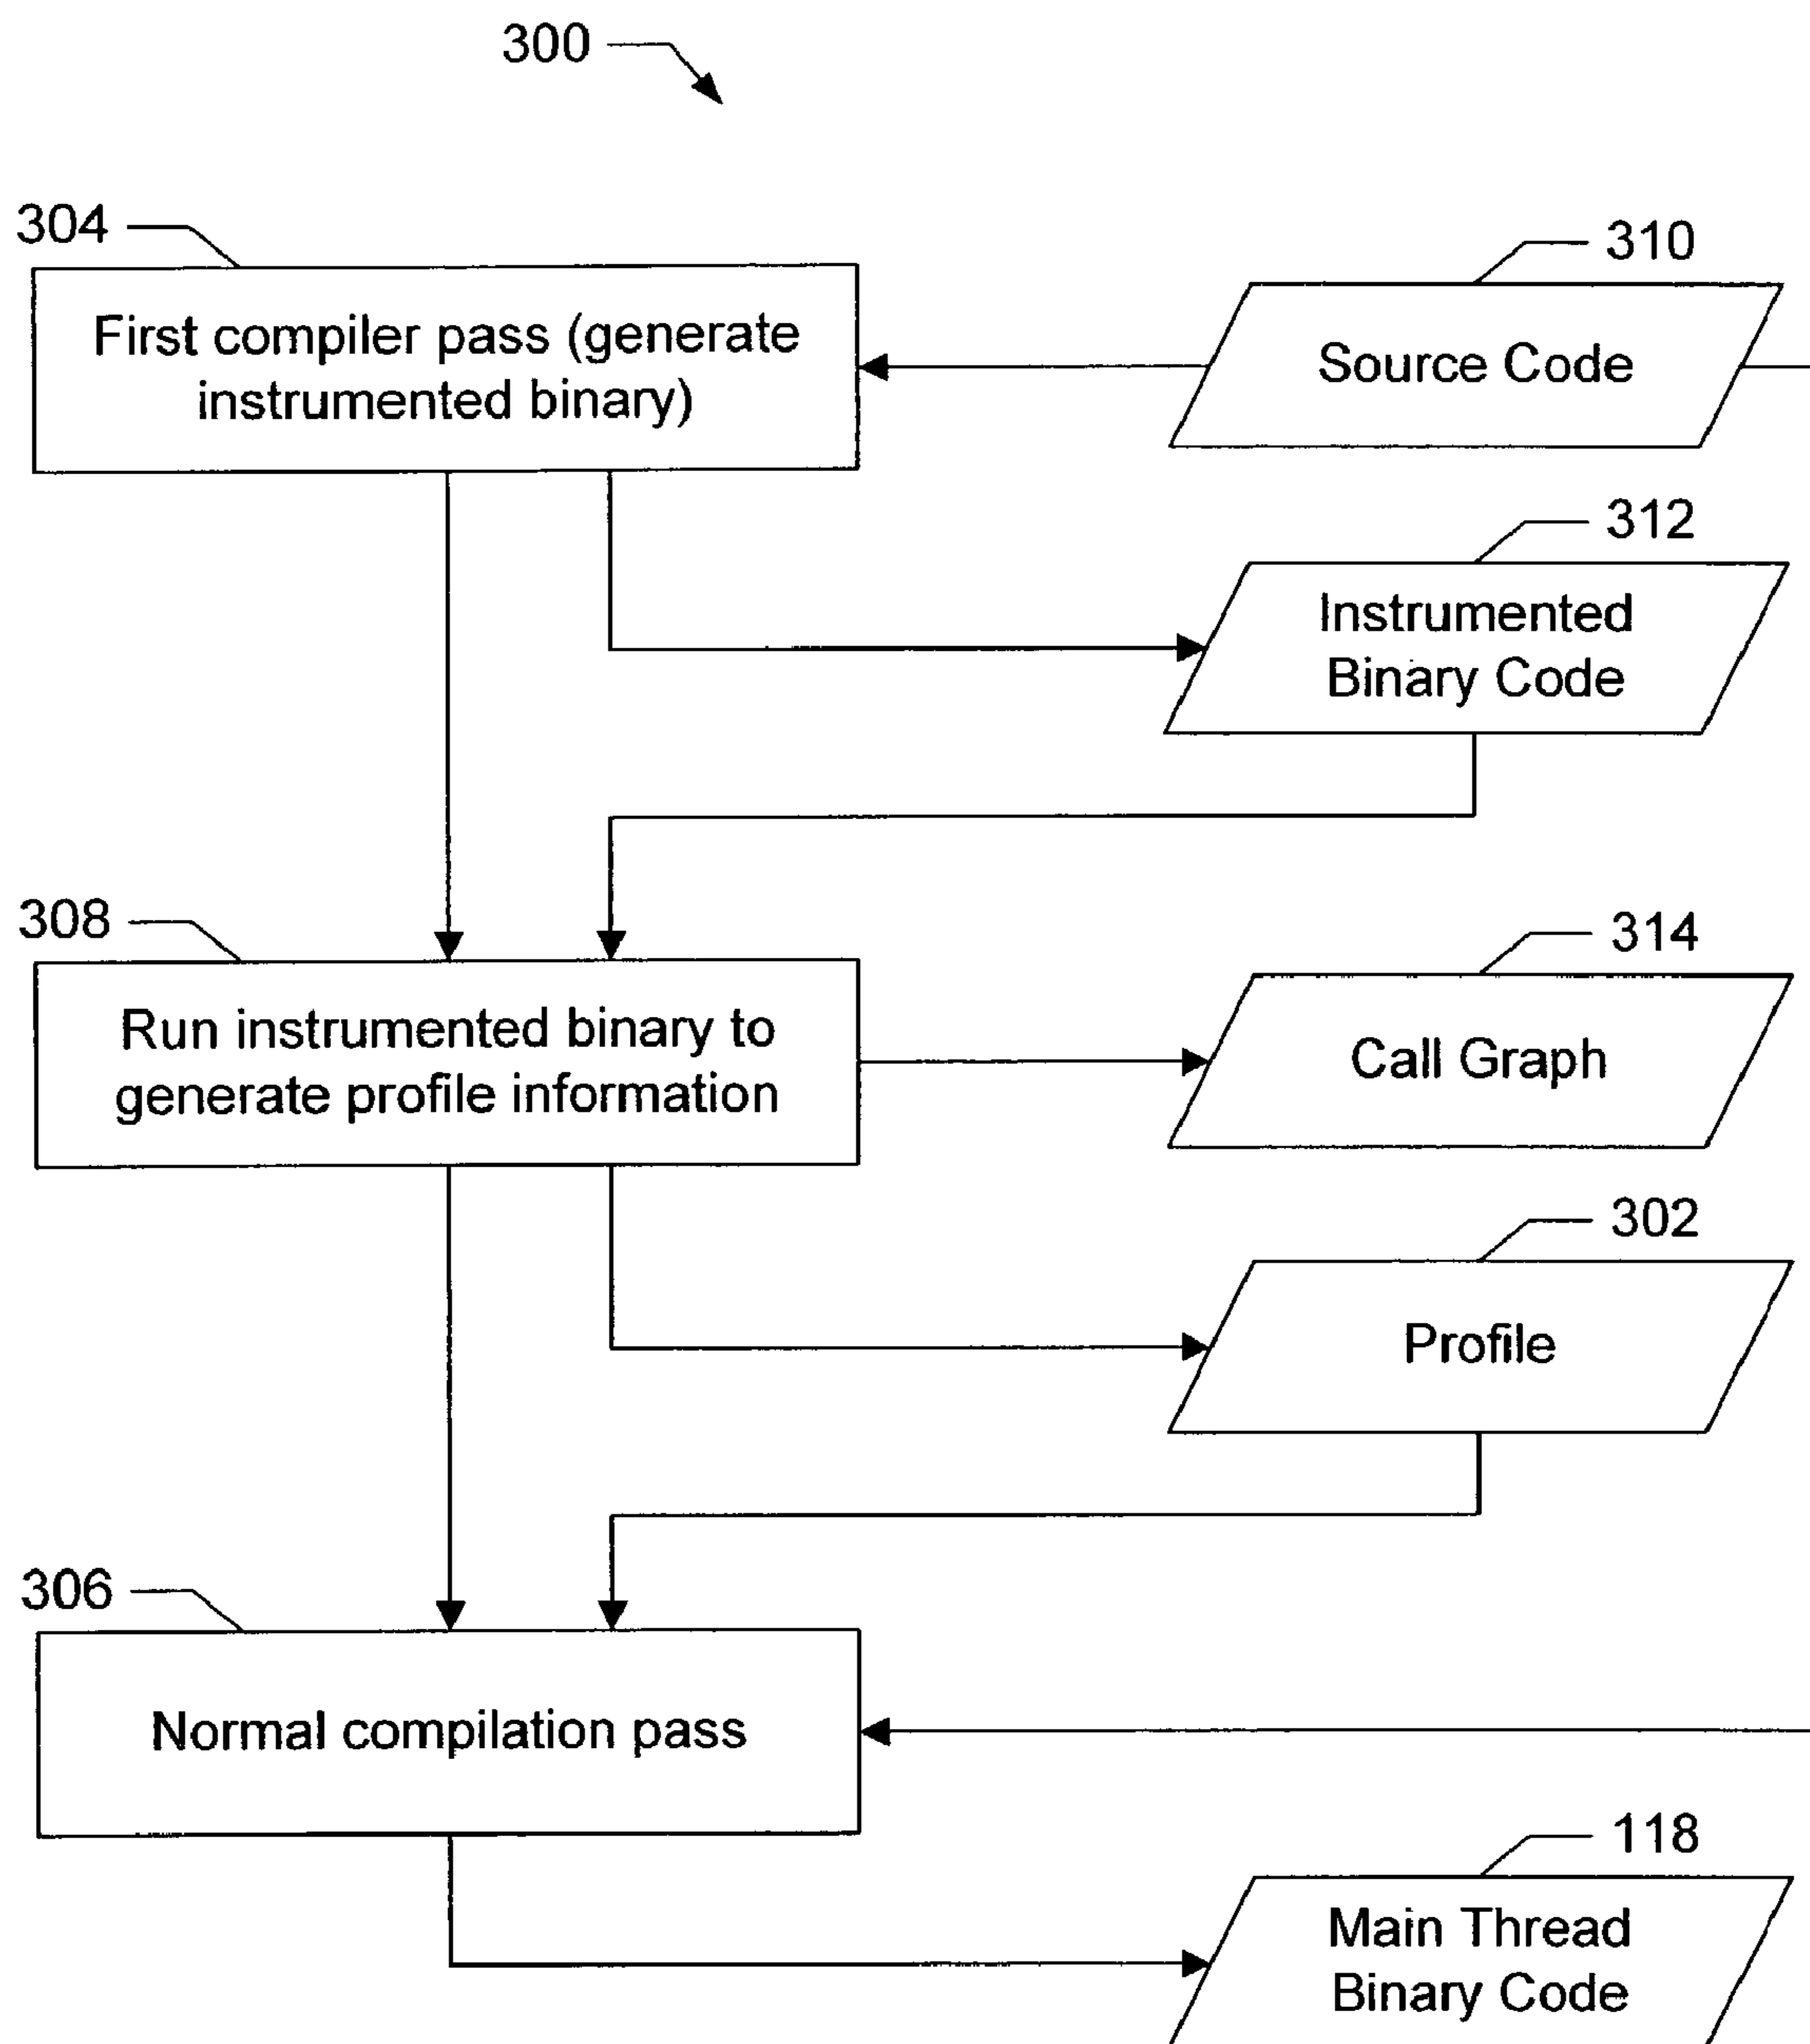 300
304
First compiler pass (generate
instrumented binary)
310
Source Code
312
Instrumented
Binary Code
308
Run instrumented binary to
generate profile information
314
Call Graph
302
Profile
306
Normal compilation pass
118
Main Thread
Binary Code